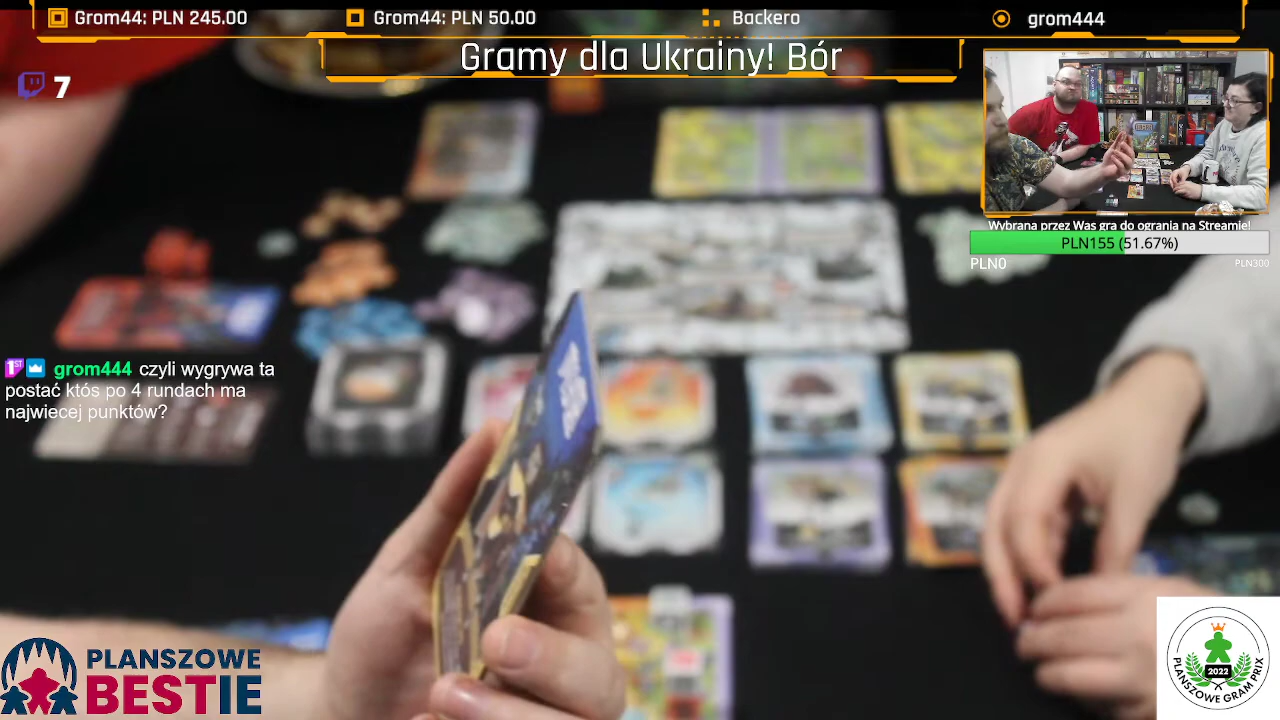 Grom44: PLN 245.00
Grom44: PLN 50.00
Backero
grom444
Gramy dla Ukrainy! Bór
7
Wybrana przez Was gra do ogrania na Streamie!
PLN155 (51.67%)
PLN0
PLN300
1ST grom444 czyli wygrywa ta
postać któs po 4 rundach ma
najwiecej punktów?
PLANSZOWE
BESTIE
2022
PLANSZOWE GRAM PRIX